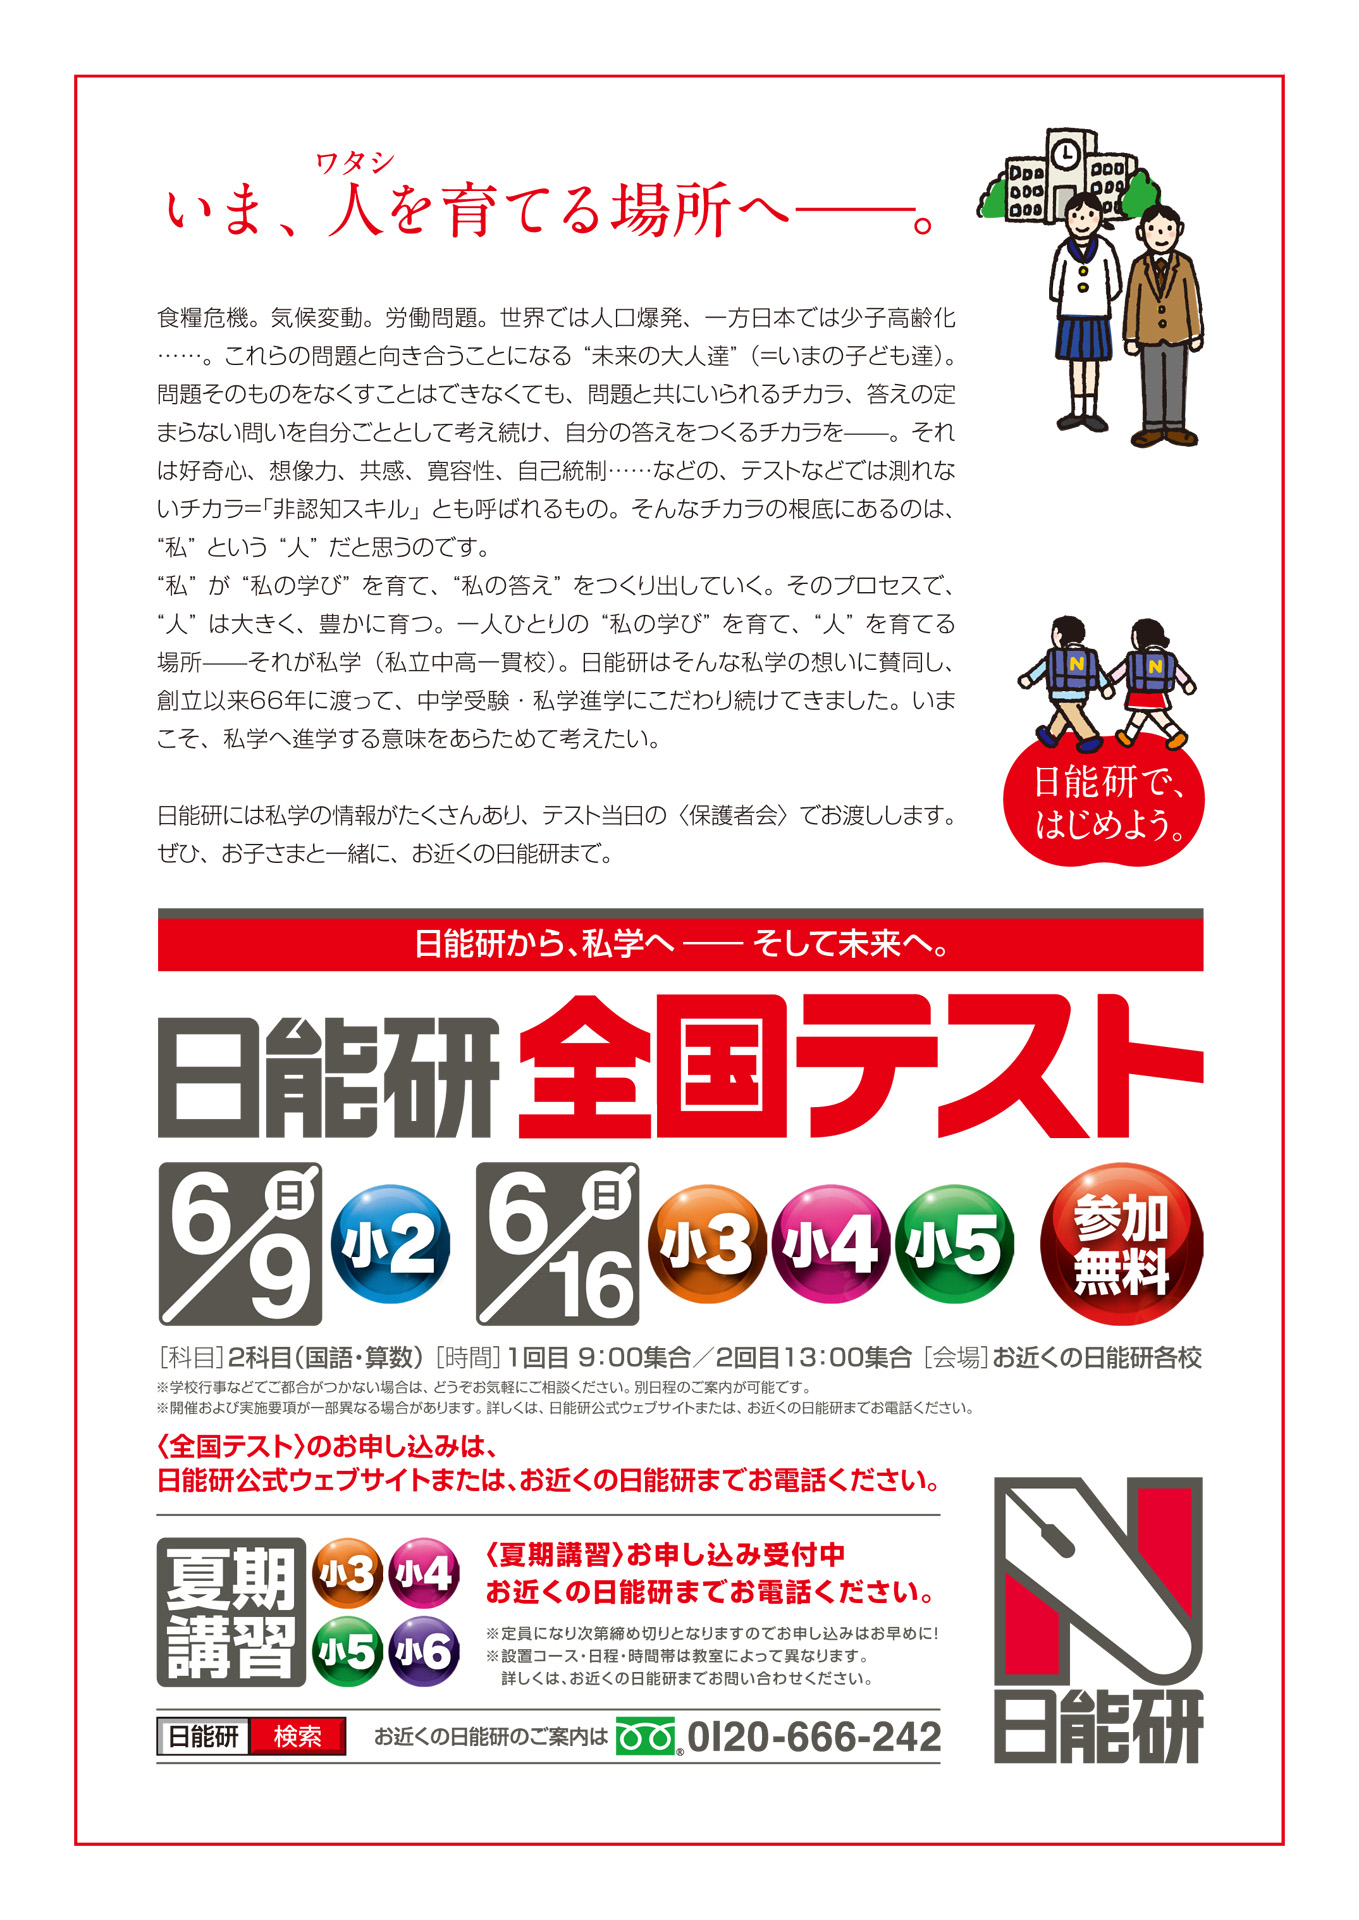 ワタシ
いま、人を育てる場所へ――。
食糧危機。気候変動。労働問題。世界では人口爆発、一方日本では少子高齢化
……。これらの問題と向き合うことになる“未来の大人達”（=いまの子ども達）。
問題そのものをなくすことはできなくても、問題と共にいられるチカラ、答えの定
まらない問いを自分ごととして考え続け、自分の答えをつくるチカラを――。それ
は好奇心、想像力、共感、寛容性、自己統制……などの、テストなどでは測れな
いチカラ=「非認知スキル」とも呼ばれるもの。そんなチカラの根底にあるのは、
“私”という“人”だと思うのです。
“私”が“私の学び”を育て、“私の答え”をつくり出していく。そのプロセスで、
“人”は大きく、豊かに育つ。一人ひとりの“私の学び”を育て、“人”を育てる
場所――それが私学（私立中高一貫校）。日能研はそんな私学の想いに賛同し、
創立以来66年に渡って、中学受験・私学進学にこだわり続けてきました。いま
こそ、私学へ進学する意味をあらためて考えたい。
N N
日能研で、
はじめよう。
日能研には私学の情報がたくさんあり、テスト当日の〈保護者会〉でお渡しします。
ぜひ、お子さまと一緒に、お近くの日能研まで。
日能研から、私学へ ―― そして未来へ。
日能研 全国テスト
6/9 日 小2 6/16 日 小3 小4 小5 参加無料
［科目］2科目（国語・算数）［時間］1回目 9：00集合／2回目13：00集合［会場］お近くの日能研各校
※学校行事などでご都合がつかない場合は、どうぞお気軽にご相談ください。別日程のご案内が可能です。
※開催および実施要項が一部異なる場合があります。詳しくは、日能研公式ウェブサイトまたは、お近くの日能研までお電話ください。
〈全国テスト〉のお申し込みは、
日能研公式ウェブサイトまたは、お近くの日能研までお電話ください。
夏期
講習
小3 小4
小5 小6
〈夏期講習〉お申し込み受付中
お近くの日能研までお電話ください。
※定員になり次第締め切りとなりますのでお申し込みはお早めに！
※設置コース・日程・時間帯は教室によって異なります。
詳しくは、お近くの日能研までお問い合わせください。
日能研 検索 お近くの日能研のご案内は ® 0120-666-242
N
日能研